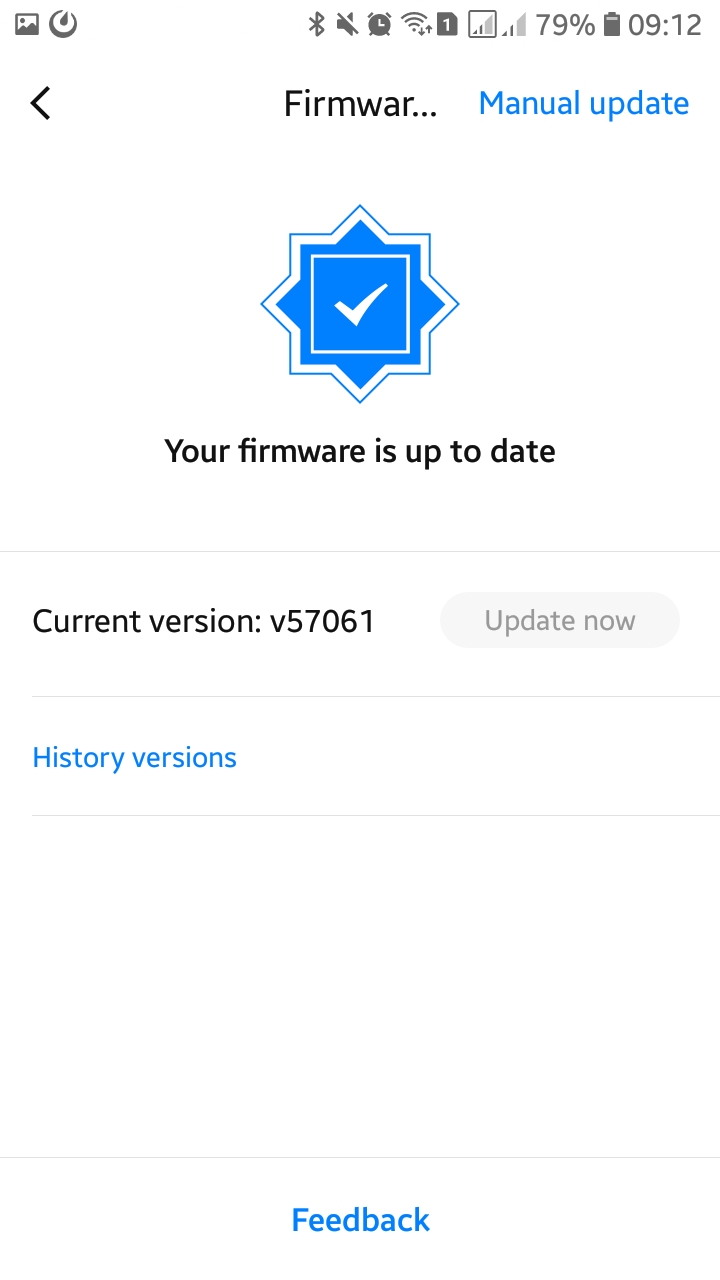 1 79% 09:12
Firmwar... Manual update
Your firmware is up to date
Current version: v57061 Update now
History versions
Feedback